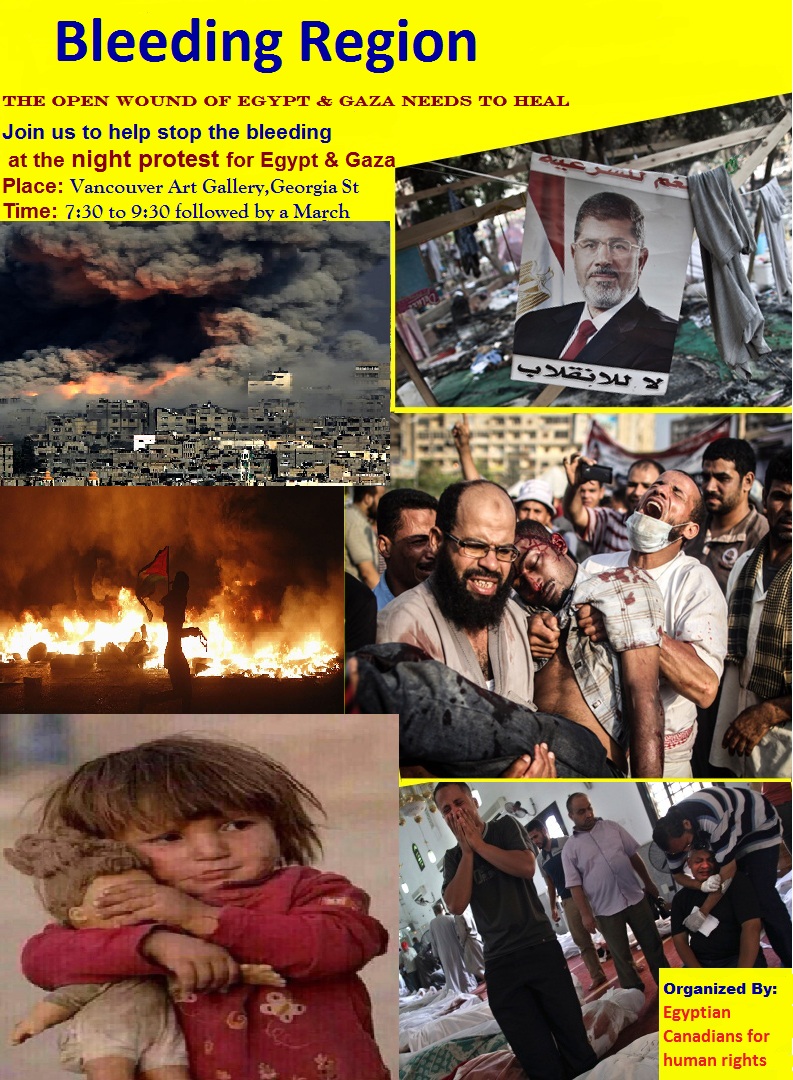 Bleeding Region
THE OPEN WOUND OF EGYPT & GAZA NEEDS TO HEAL
Join us to help stop the bleeding
at the night protest for Egypt & Gaza
Place: Vancouver Art Gallery,Georgia St
Time: 7:30 to 9:30 followed by a March
نعم للشرعية
لا للانقلاب
Organized By:
Egyptian
Canadians for
human rights